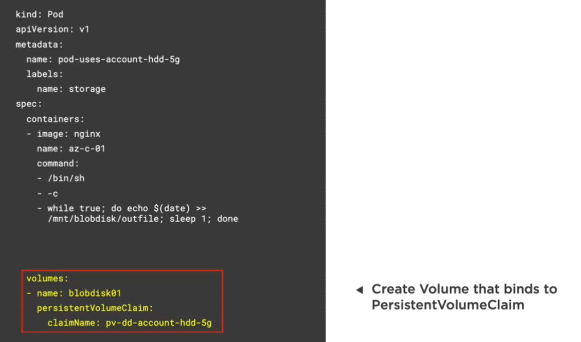 kind: Pod
apiVersion: v1
metadata:
  name: pod-uses-account-hdd-5g
  labels:
    name: storage
spec:
  containers:
  - image: nginx
    name: az-c-01
    command:
    - /bin/sh
    - -c
    - while true; do echo $(date) >>
      /mnt/blobdisk/outfile; sleep 1; done
  volumes:
  - name: blobdisk01
    persistentVolumeClaim:
      claimName: pv-dd-account-hdd-5g
◀ Create Volume that binds to
PersistentVolumeClaim